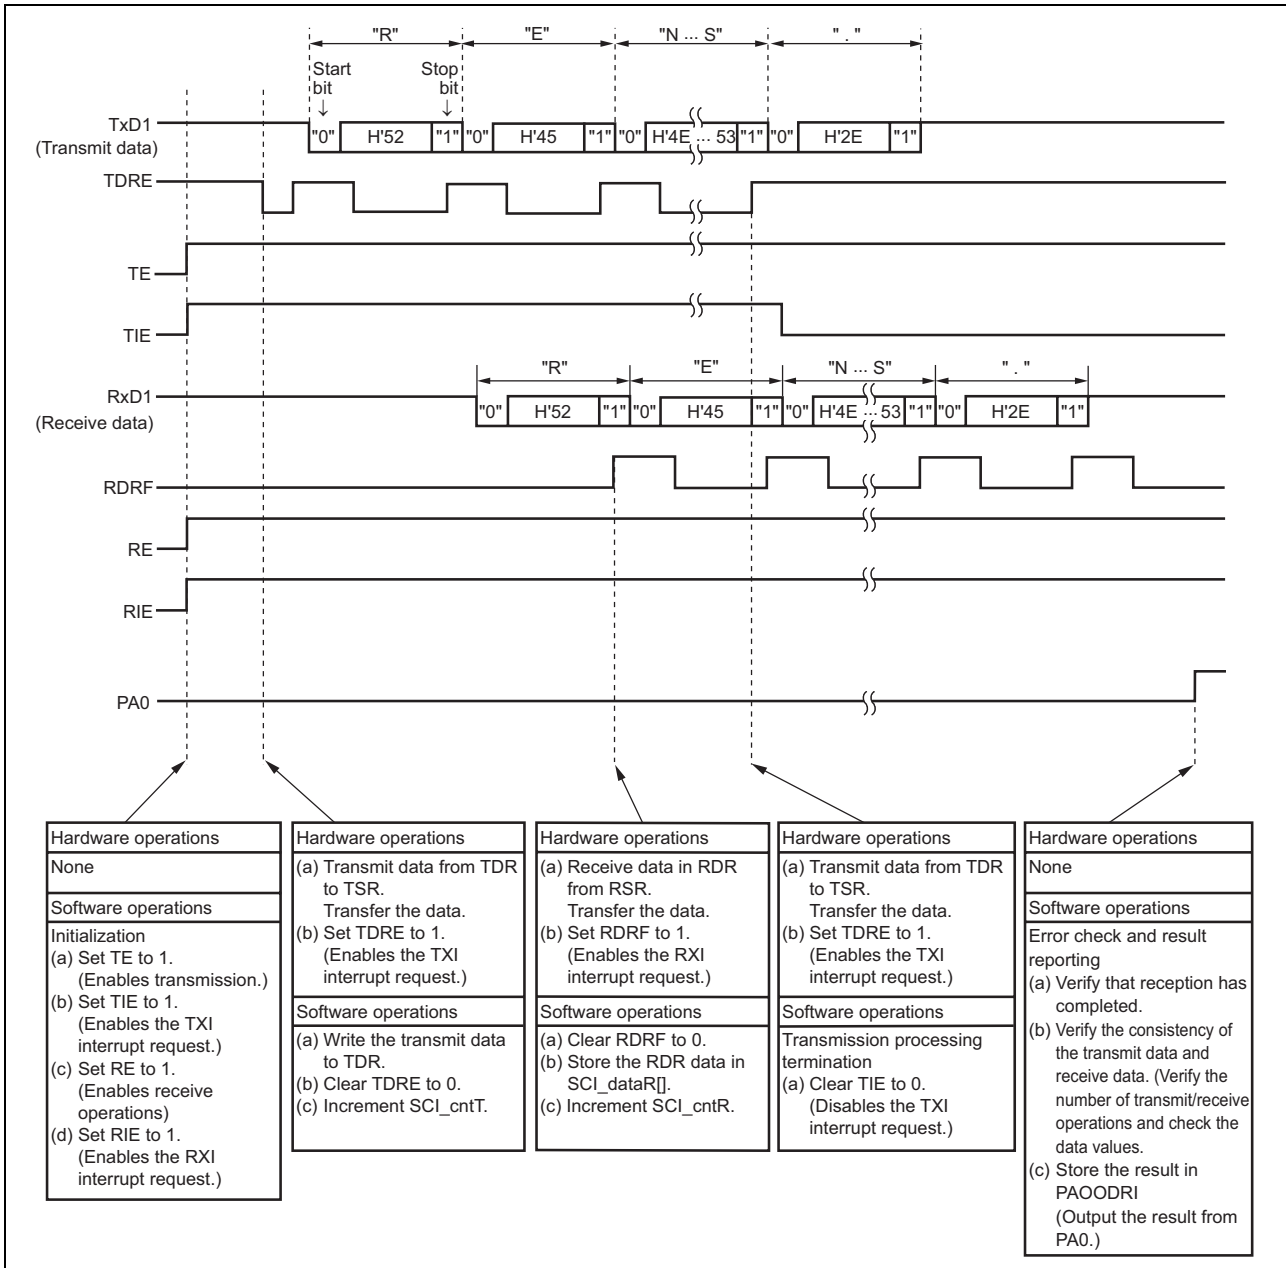 "R" "E" "N ... S" " . "
Start bit
Stop bit
TxD1
(Transmit data)
"0" H'52 "1" "0" H'45 "1" "0" H'4E ... 53 "1" "0" H'2E "1"
TDRE
TE
TIE
"R" "E" "N ... S" " . "
RxD1
(Receive data)
"0" H'52 "1" "0" H'45 "1" "0" H'4E ... 53 "1" "0" H'2E "1"
RDRF
RE
RIE
PA0
Hardware operations
None
Software operations
Initialization
(a) Set TE to 1.
(Enables transmission.)
(b) Set TIE to 1.
(Enables the TXI
interrupt request.)
(c) Set RE to 1.
(Enables receive
operations)
(d) Set RIE to 1.
(Enables the RXI
interrupt request.)
Hardware operations
(a) Transmit data from TDR
to TSR.
Transfer the data.
(b) Set TDRE to 1.
(Enables the TXI
interrupt request.)
Software operations
(a) Write the transmit data
to TDR.
(b) Clear TDRE to 0.
(c) Increment SCI_cntT.
Hardware operations
(a) Receive data in RDR
from RSR.
Transfer the data.
(b) Set RDRF to 1.
(Enables the RXI
interrupt request.)
Software operations
(a) Clear RDRF to 0.
(b) Store the RDR data in
SCI_dataR[].
(c) Increment SCI_cntR.
Hardware operations
(a) Transmit data from TDR
to TSR.
Transfer the data.
(b) Set TDRE to 1.
(Enables the TXI
interrupt request.)
Software operations
Transmission processing
termination
(a) Clear TIE to 0.
(Disables the TXI
interrupt request.)
Hardware operations
None
Software operations
Error check and result
reporting
(a) Verify that reception has
completed.
(b) Verify the consistency of
the transmit data and
receive data. (Verify the
number of transmit/receive
operations and check the
data values.
(c) Store the result in
PAOODRI
(Output the result from
PA0.)